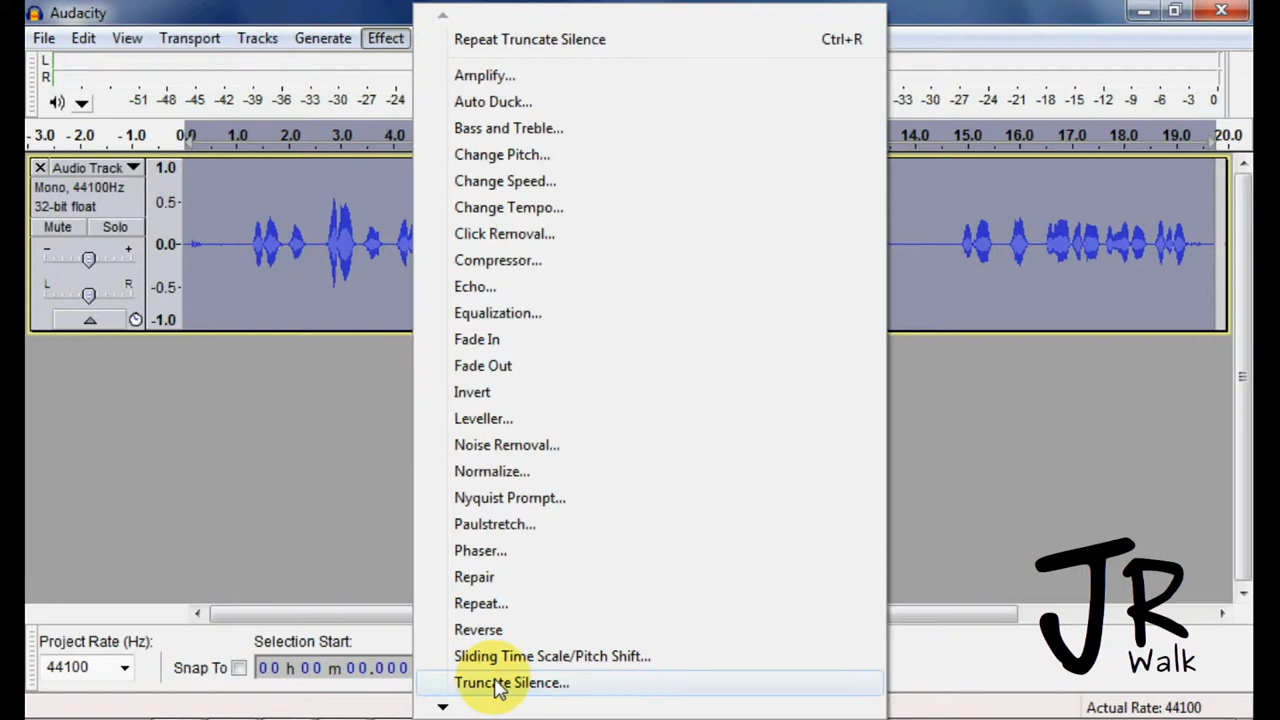 Audacity
File Edit View Transport Tracks Generate Effect
L
R
-51 -48 -45 -42 -39 -36 -33 -30 -27 -24
-33 -30 -27 -24 -21 -18 -15 -12 -9 -6 -3 0
- 3.0 - 2.0 - 1.0 0.0 1.0 2.0 3.0 4.0
14.0 15.0 16.0 17.0 18.0 19.0 20.0
Audio Track
Mono, 44100Hz
32-bit float
Mute Solo
- +
L R
1.0
0.5-
0.0-
-0.5-
-1.0
Repeat Truncate Silence Ctrl+R
Amplify...
Auto Duck...
Bass and Treble...
Change Pitch...
Change Speed...
Change Tempo...
Click Removal...
Compressor...
Echo...
Equalization...
Fade In
Fade Out
Invert
Leveller...
Noise Removal...
Normalize...
Nyquist Prompt...
Paulstretch...
Phaser...
Repair
Repeat...
Reverse
Sliding Time Scale/Pitch Shift...
Truncate Silence...
Project Rate (Hz):
44100
Snap To
Selection Start:
00 h 00 m 00.000
Actual Rate: 44100
JR
Walk